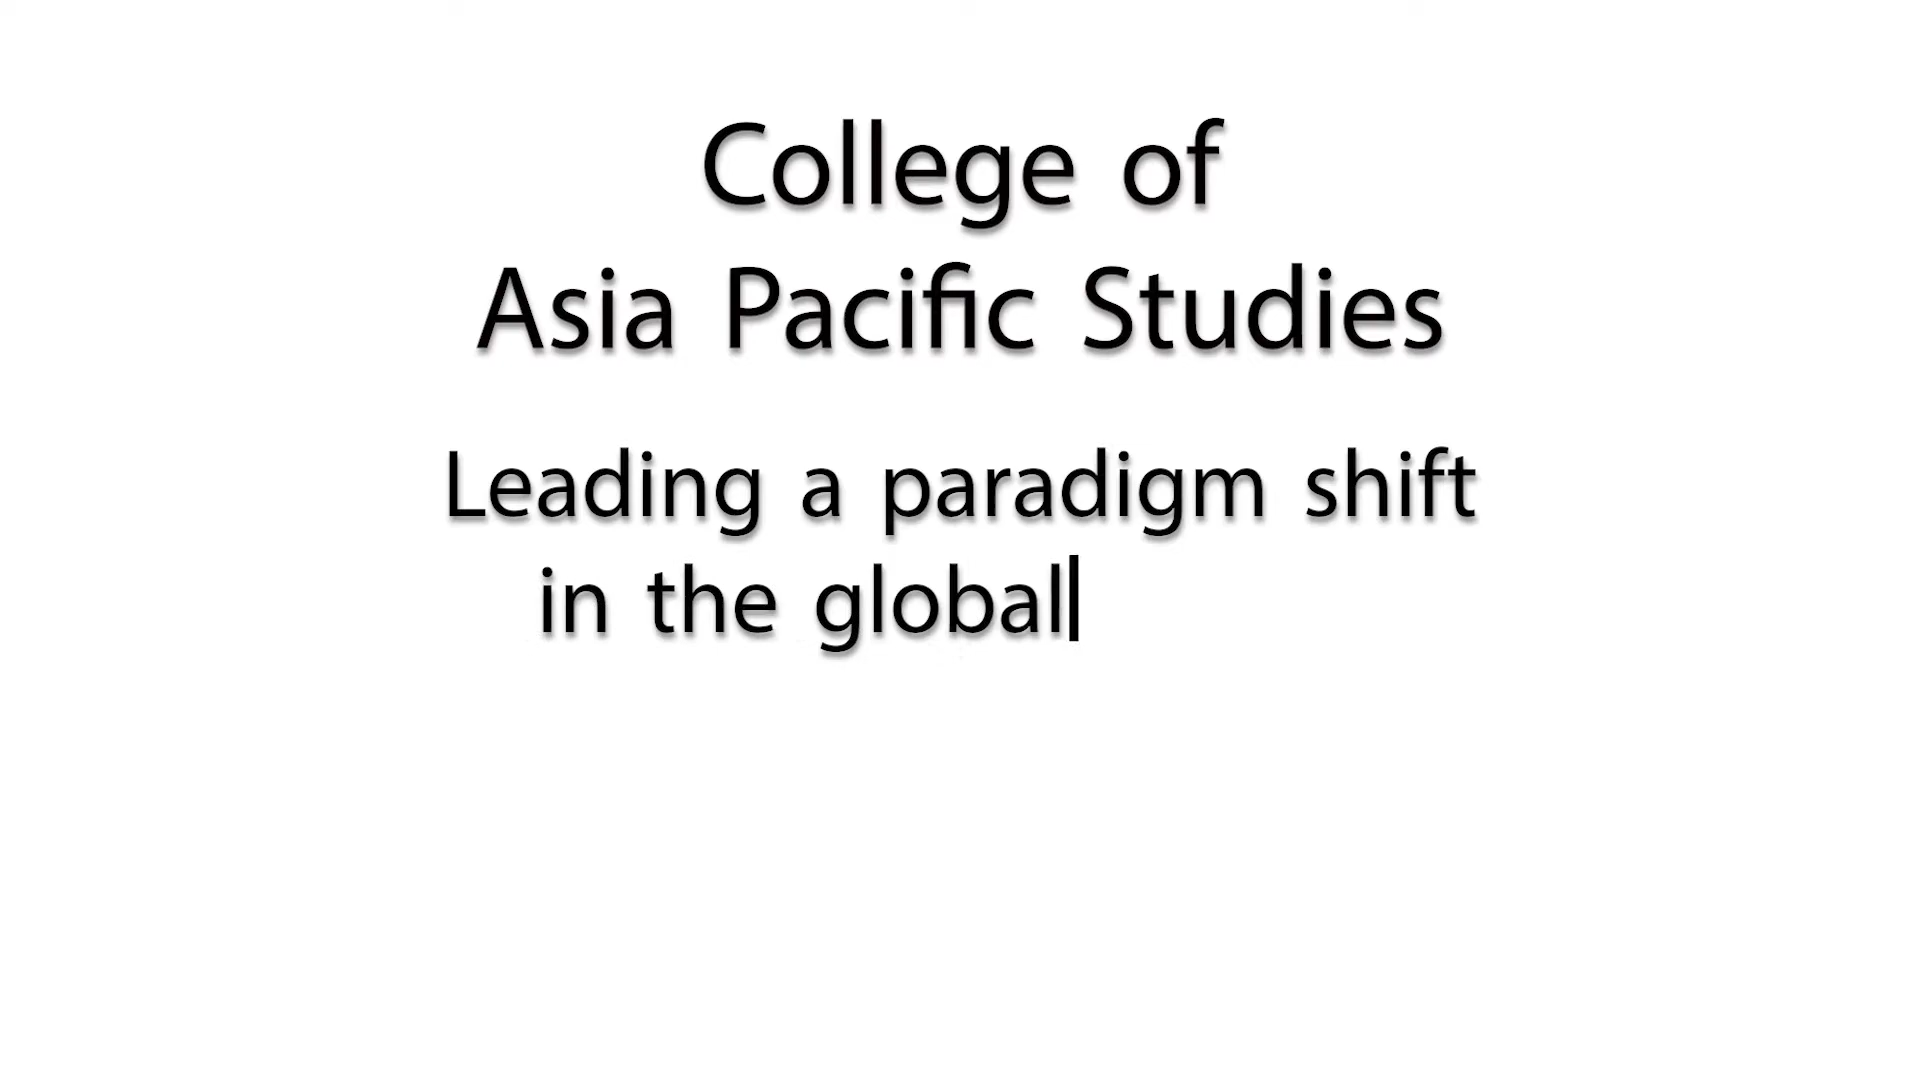 College of
Asia Pacific Studies
Leading a paradigm shift
in the global